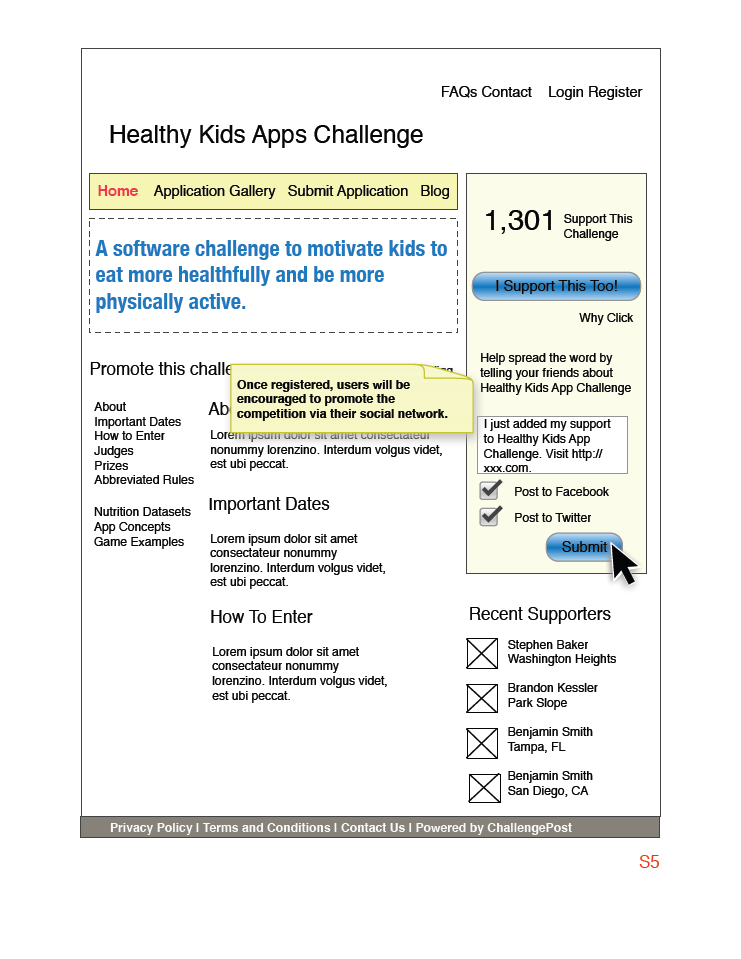 FAQs Contact Login Register
Healthy Kids Apps Challenge
Home Application Gallery Submit Application Blog
A software challenge to motivate kids to
eat more healthfully and be more
physically active.
1,301 Support This
Challenge
I Support This Too!
Why Click
Help spread the word by
telling your friends about
Healthy Kids App Challenge
I just added my support
to Healthy Kids App
Challenge. Visit http://
xxx.com.
Post to Facebook
Post to Twitter
Submit
Promote this challe
Once registered, users will be
encouraged to promote the
competition via their social network.
About
Important Dates
How to Enter
Judges
Prizes
Abbreviated Rules
Nutrition Datasets
App Concepts
Game Examples
Ab
Lorem ipsum dolor sit amet consectateur
nonummy lorenzino. Interdum volgus videt,
est ubi peccat.
Important Dates
Lorem ipsum dolor sit amet
consectateur nonummy
lorenzino. Interdum volgus videt,
est ubi peccat.
How To Enter
Lorem ipsum dolor sit amet
consectateur nonummy
lorenzino. Interdum volgus videt,
est ubi peccat.
Recent Supporters
Stephen Baker
Washington Heights
Brandon Kessler
Park Slope
Benjamin Smith
Tampa, FL
Benjamin Smith
San Diego, CA
Privacy Policy I Terms and Conditions I Contact Us I Powered by ChallengePost
S5